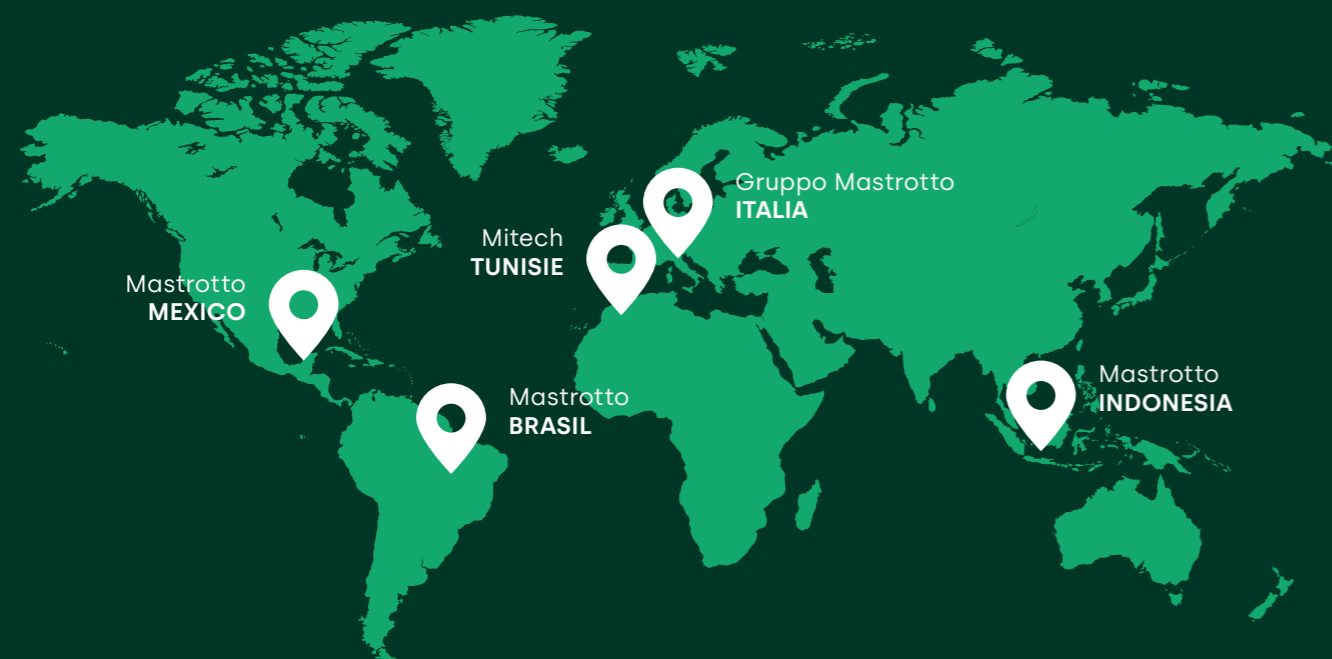 Gruppo Mastrotto
ITALIA
Mitech
TUNISIE
Mastrotto
MEXICO
Mastrotto
INDONESIA
Mastrotto
BRASIL